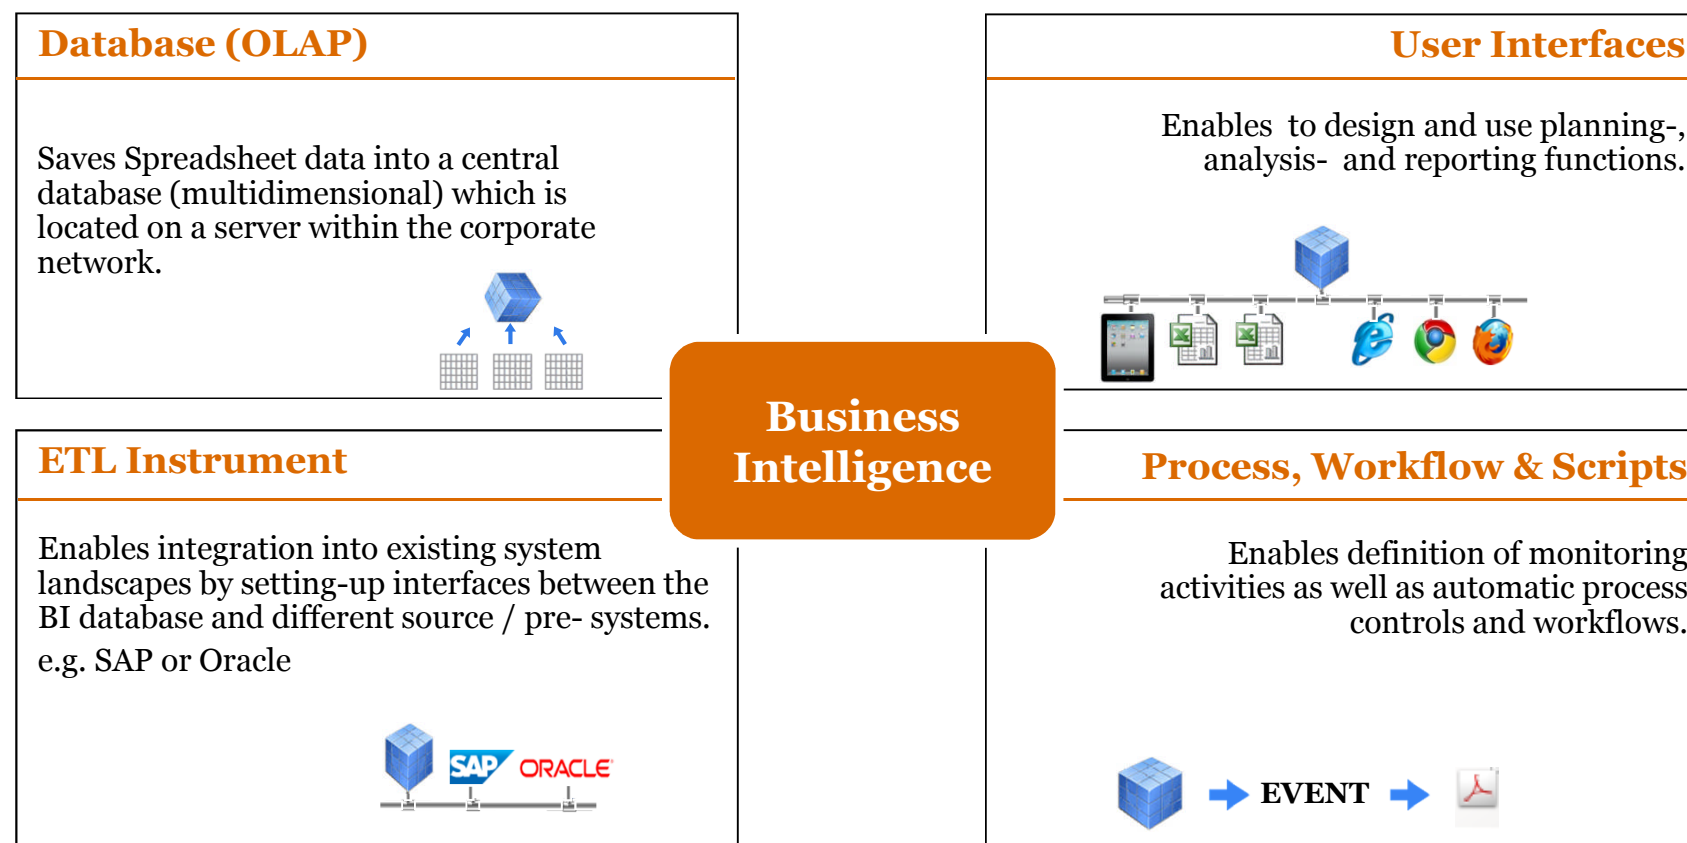 Database (OLAP)
Saves Spreadsheet data into a central
database (multidimensional) which is
located on a server within the corporate
network.
User Interfaces
Enables  to design and use planning-,
analysis-  and reporting functions.
Business
Intelligence
ETL Instrument
Enables integration into existing system
landscapes by setting-up interfaces between the
BI database and different source / pre- systems.
e.g. SAP or Oracle
SAP ORACLE
Process, Workflow & Scripts
Enables definition of monitoring
activities as well as automatic process
controls and workflows.
EVENT